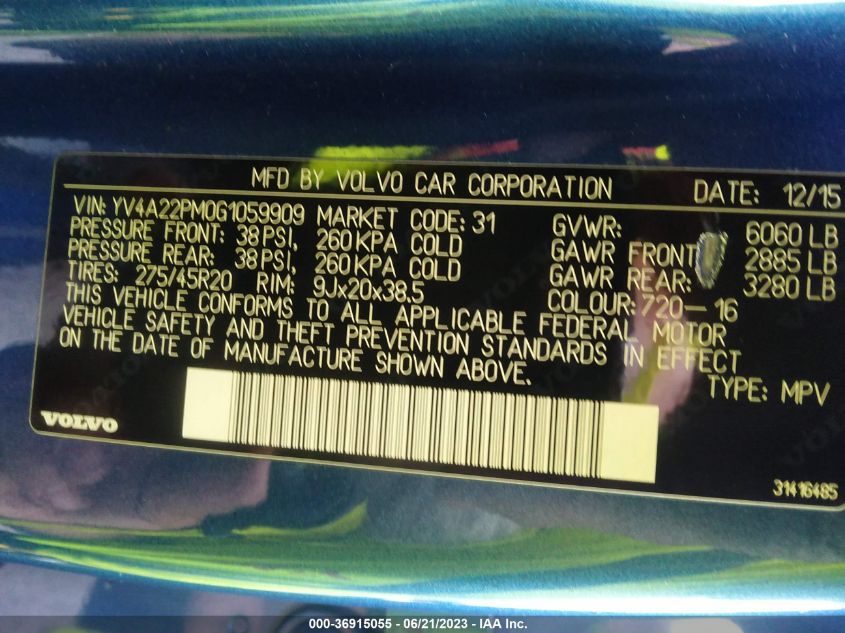 MFD BY VOLVO CAR CORPORATION DATE: 12/15
VIN: YV4A22PM0G1059909 MARKET CODE: 31 GVWR: 6060 LB
PRESSURE FRONT: 38 PSI, 260 KPA COLD GAWR FRONT 2885 LB
PRESSURE REAR: 38 PSI, 260 KPA COLD GAWR REAR: 3280 LB
TIRES: 275/45R20 RIM: 9Jx20x38.5 COLOUR: 720-16
THIS VEHICLE CONFORMS TO ALL APPLICABLE FEDERAL MOTOR
VEHICLE SAFETY AND THEFT PREVENTION STANDARDS IN EFFECT
ON THE DATE OF MANUFACTURE SHOWN ABOVE. TYPE: MPV
VOLVO
31416485
000-36915055 - 06/21/2023 - © IAA Inc.